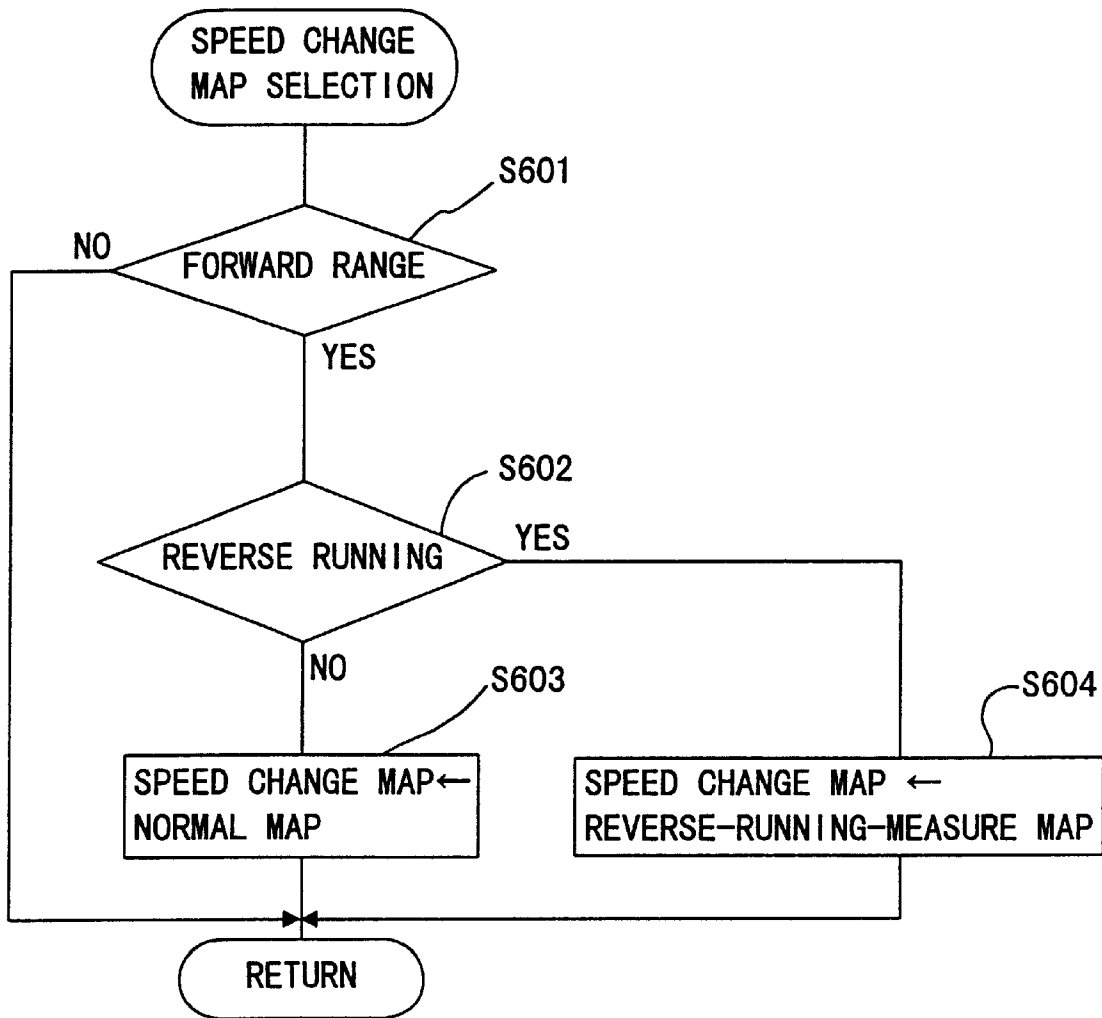 SPEED CHANGE
MAP SELECTION
S601
NO
FORWARD RANGE
YES
S602
REVERSE RUNNING
YES
NO
S603
S604
SPEED CHANGE MAP←
NORMAL MAP
SPEED CHANGE MAP ←
REVERSE-RUNNING-MEASURE MAP
RETURN